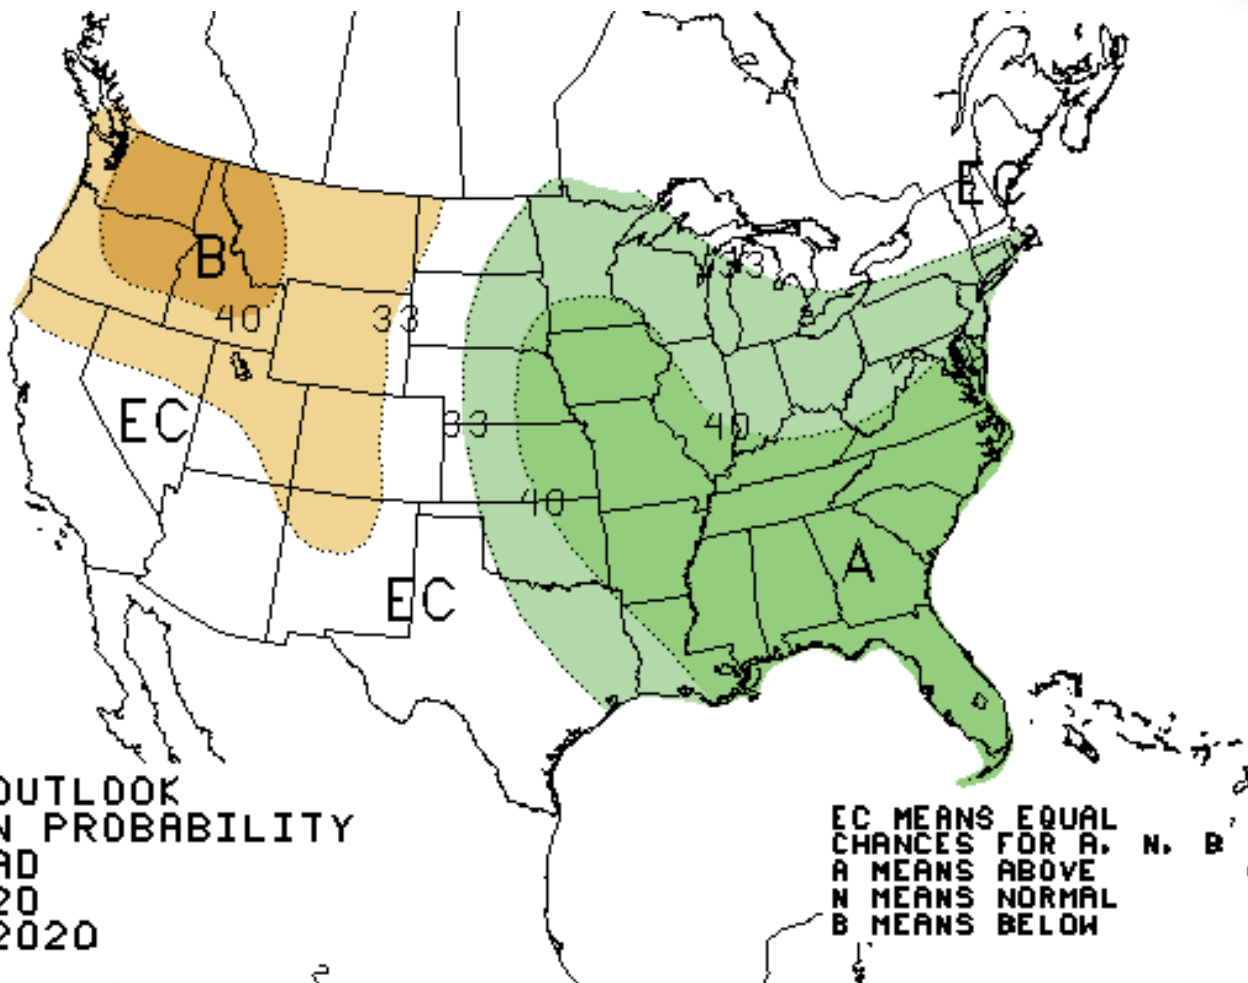 E C
33
B
40
33
EC
33
40
40
A
EC
OUTLOOK
N PROBABILITY
AD
20
2020
EC MEANS EQUAL
CHANCES FOR A, N, B
A MEANS ABOVE
N MEANS NORMAL
B MEANS BELOW